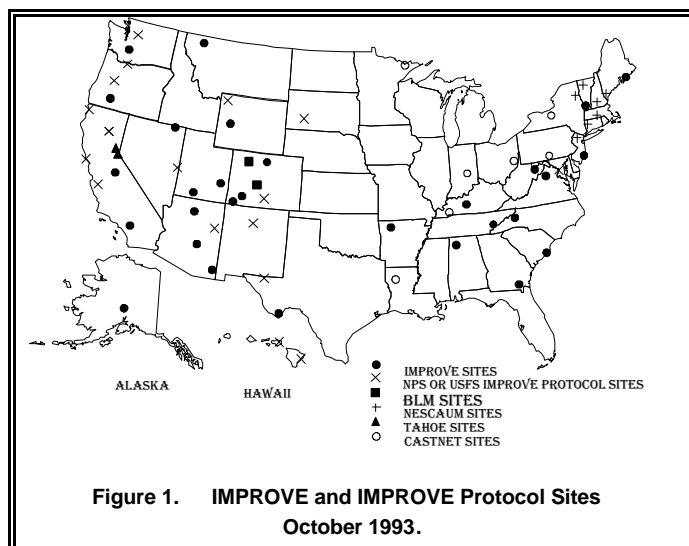 ALASKA
HAWAII
IMPROVE SITES
NPS OR USFS IMPROVE PROTOCOL SITES
BLM SITES
NESCAUM SITES
TAHOE SITES
CASTNET SITES
Figure 1. IMPROVE and IMPROVE Protocol Sites
October 1993.